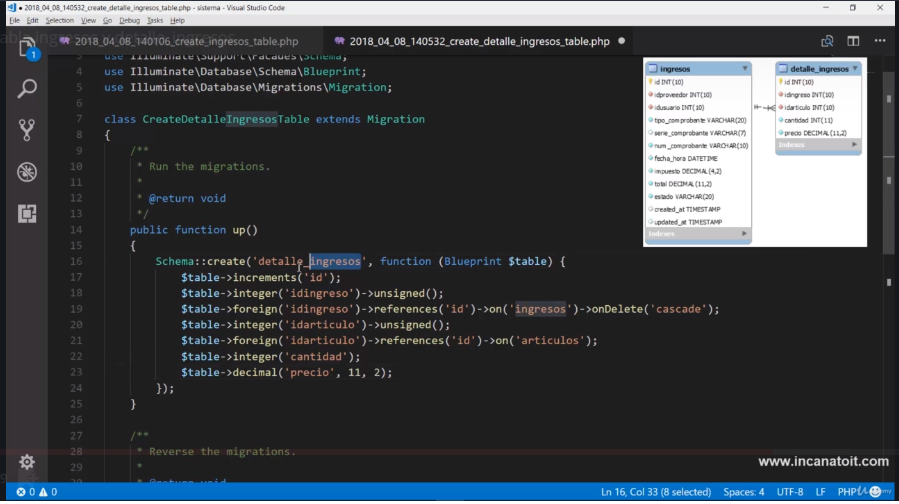 2018_04_08_140532_create_detalle_ingresos_table.php - sistema - Visual Studio Code
File Edit Selection View Go Debug Tasks Help
2018_04_08_140106_create_ingresos_table.php
2018_04_08_140532_create_detalle_ingresos_table.php
1
3 use Illuminate\Support\Facades\Schema;
4 use Illuminate\Database\Schema\Blueprint;
5 use Illuminate\Database\Migrations\Migration;
6
7 class CreateDetalleIngresosTable extends Migration
8 {
9 /**
10 * Run the migrations.
11 *
12 * @return void
13 */
14 public function up()
15 {
16 Schema::create('detalle_ingresos', function (Blueprint $table) {
17 $table->increments('id');
18 $table->integer('idingreso')->unsigned();
19 $table->foreign('idingreso')->references('id')->on('ingresos')->onDelete('cascade');
20 $table->integer('idarticulo')->unsigned();
21 $table->foreign('idarticulo')->references('id')->on('articulos');
22 $table->integer('cantidad');
23 $table->decimal('precio', 11, 2);
24 });
25 }
26
27 /**
28 * Reverse the migrations.
29 *
30 * @return void
ingresos
id INT(10)
idproveedor INT(10)
idusuario INT(10)
tipo_comprobante VARCHAR(20)
serie_comprobante VARCHAR(7)
num_comprobante VARCHAR(10)
fecha_hora DATETIME
impuesto DECIMAL(4,2)
total DECIMAL(11,2)
estado VARCHAR(20)
created_at TIMESTAMP
updated_at TIMESTAMP
Indexes
detalle_ingresos
id INT(10)
idingreso INT(10)
idarticulo INT(10)
cantidad INT(11)
precio DECIMAL(11,2)
Indexes
www.incanatoit.com
0 0
Ln 16, Col 33 (8 selected) Spaces: 4 UTF-8 LF PHP